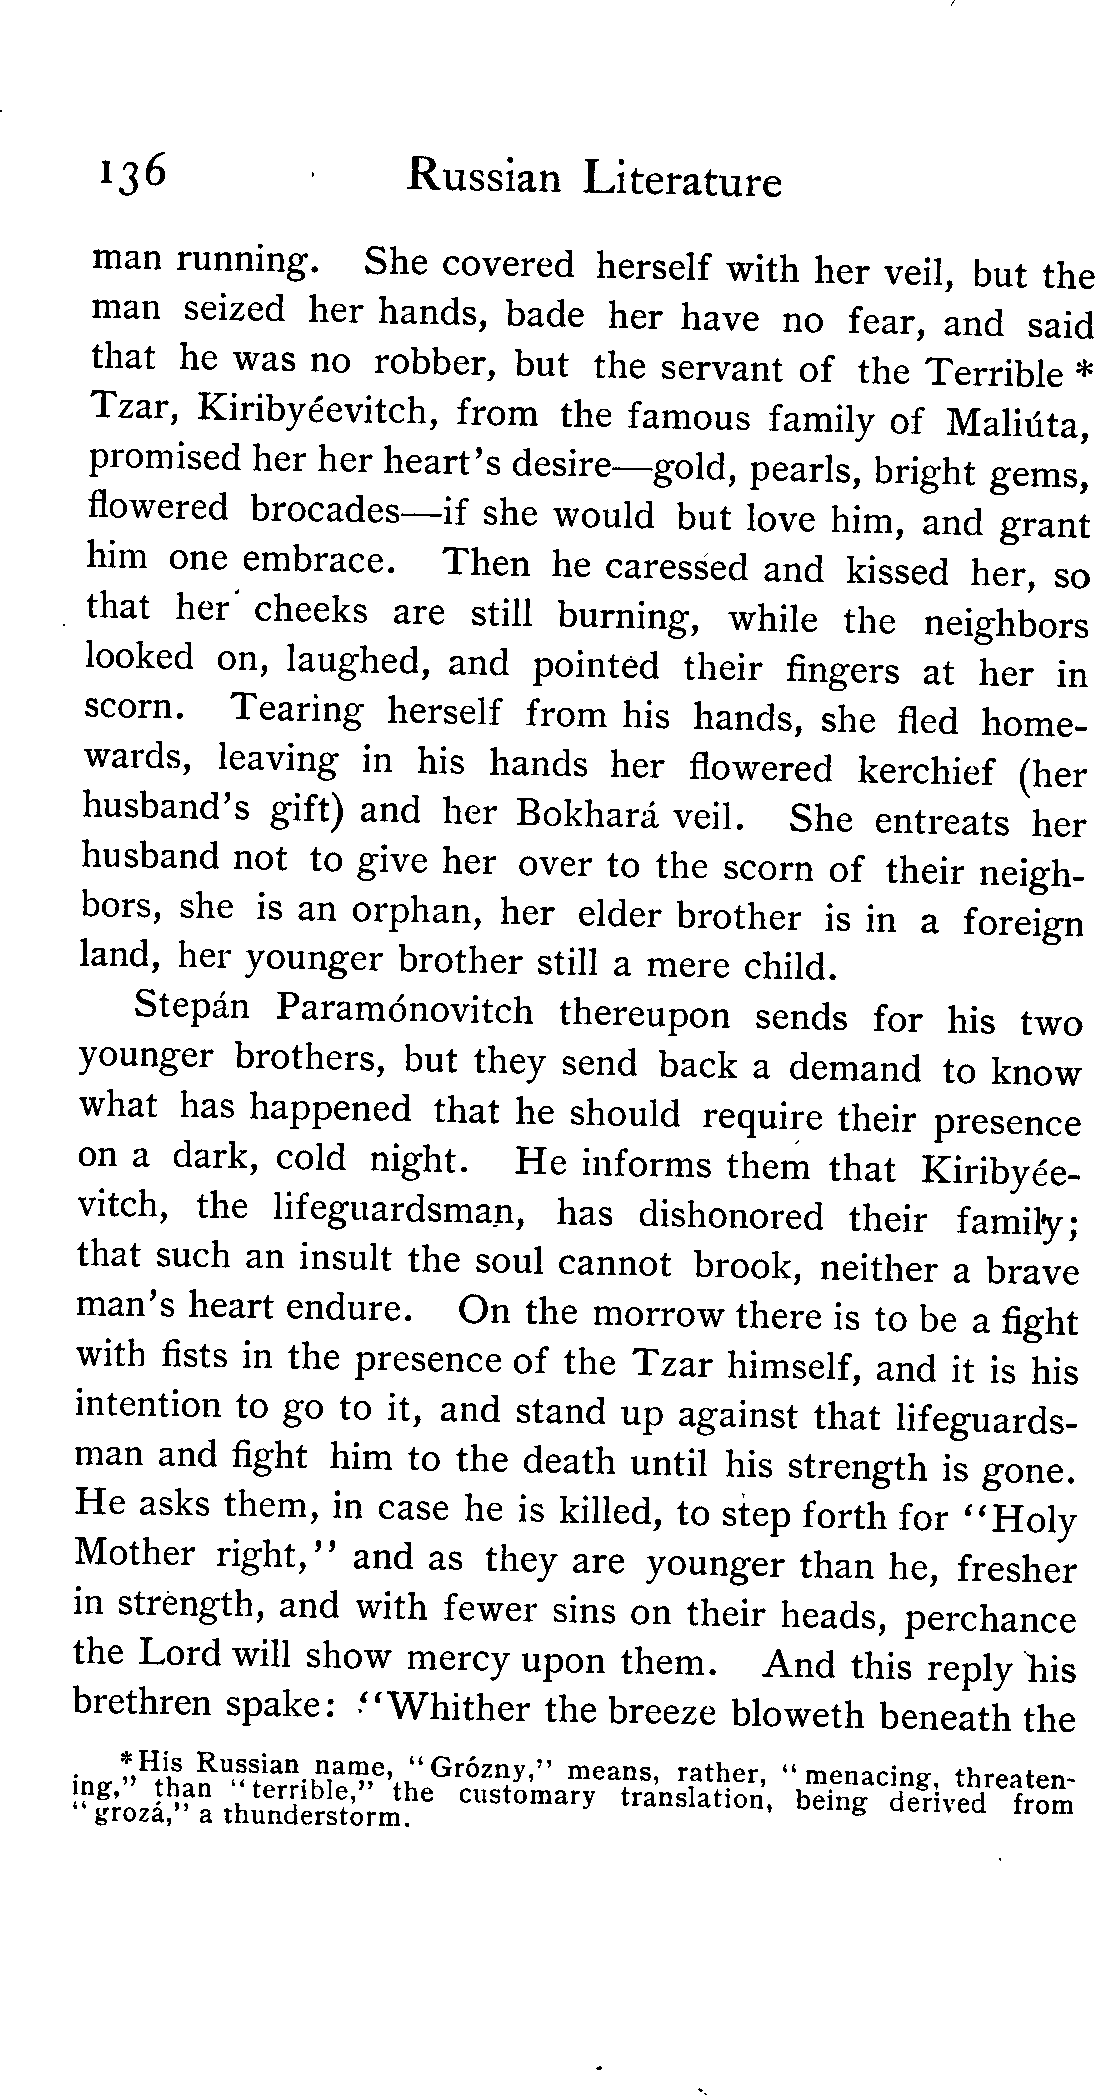 136 Russian Literature
man running. She covered herself with her veil, but the
man seized her hands, bade her have no fear, and said
that he was no robber, but the servant of the Terrible *
Tzar, Kiribyéevitch, from the famous family of Maliúta,
promised her her heart's desire—gold, pearls, bright gems,
flowered brocades—if she would but love him, and grant
him one embrace. Then he caressed and kissed her, so
that her cheeks are still burning, while the neighbors
looked on, laughed, and pointed their fingers at her in
scorn. Tearing herself from his hands, she fled home-
wards, leaving in his hands her flowered kerchief (her
husband's gift) and her Bokhará veil. She entreats her
husband not to give her over to the scorn of their neigh-
bors, she is an orphan, her elder brother is in a foreign
land, her younger brother still a mere child.
Stepán Paramónovitch thereupon sends for his two
younger brothers, but they send back a demand to know
what has happened that he should require their presence
on a dark, cold night. He informs them that Kiribyée-
vitch, the lifeguardsman, has dishonored their family;
that such an insult the soul cannot brook, neither a brave
man's heart endure. On the morrow there is to be a fight
with fists in the presence of the Tzar himself, and it is his
intention to go to it, and stand up against that lifeguards-
man and fight him to the death until his strength is gone.
He asks them, in case he is killed, to step forth for "Holy
Mother right," and as they are younger than he, fresher
in strength, and with fewer sins on their heads, perchance
the Lord will show mercy upon them. And this reply his
brethren spake: "Whither the breeze bloweth beneath the
*His Russian name, "Grózny," means, rather, "menacing, threaten-
ing," than "terrible," the customary translation, being derived from
"grozá," a thunderstorm.